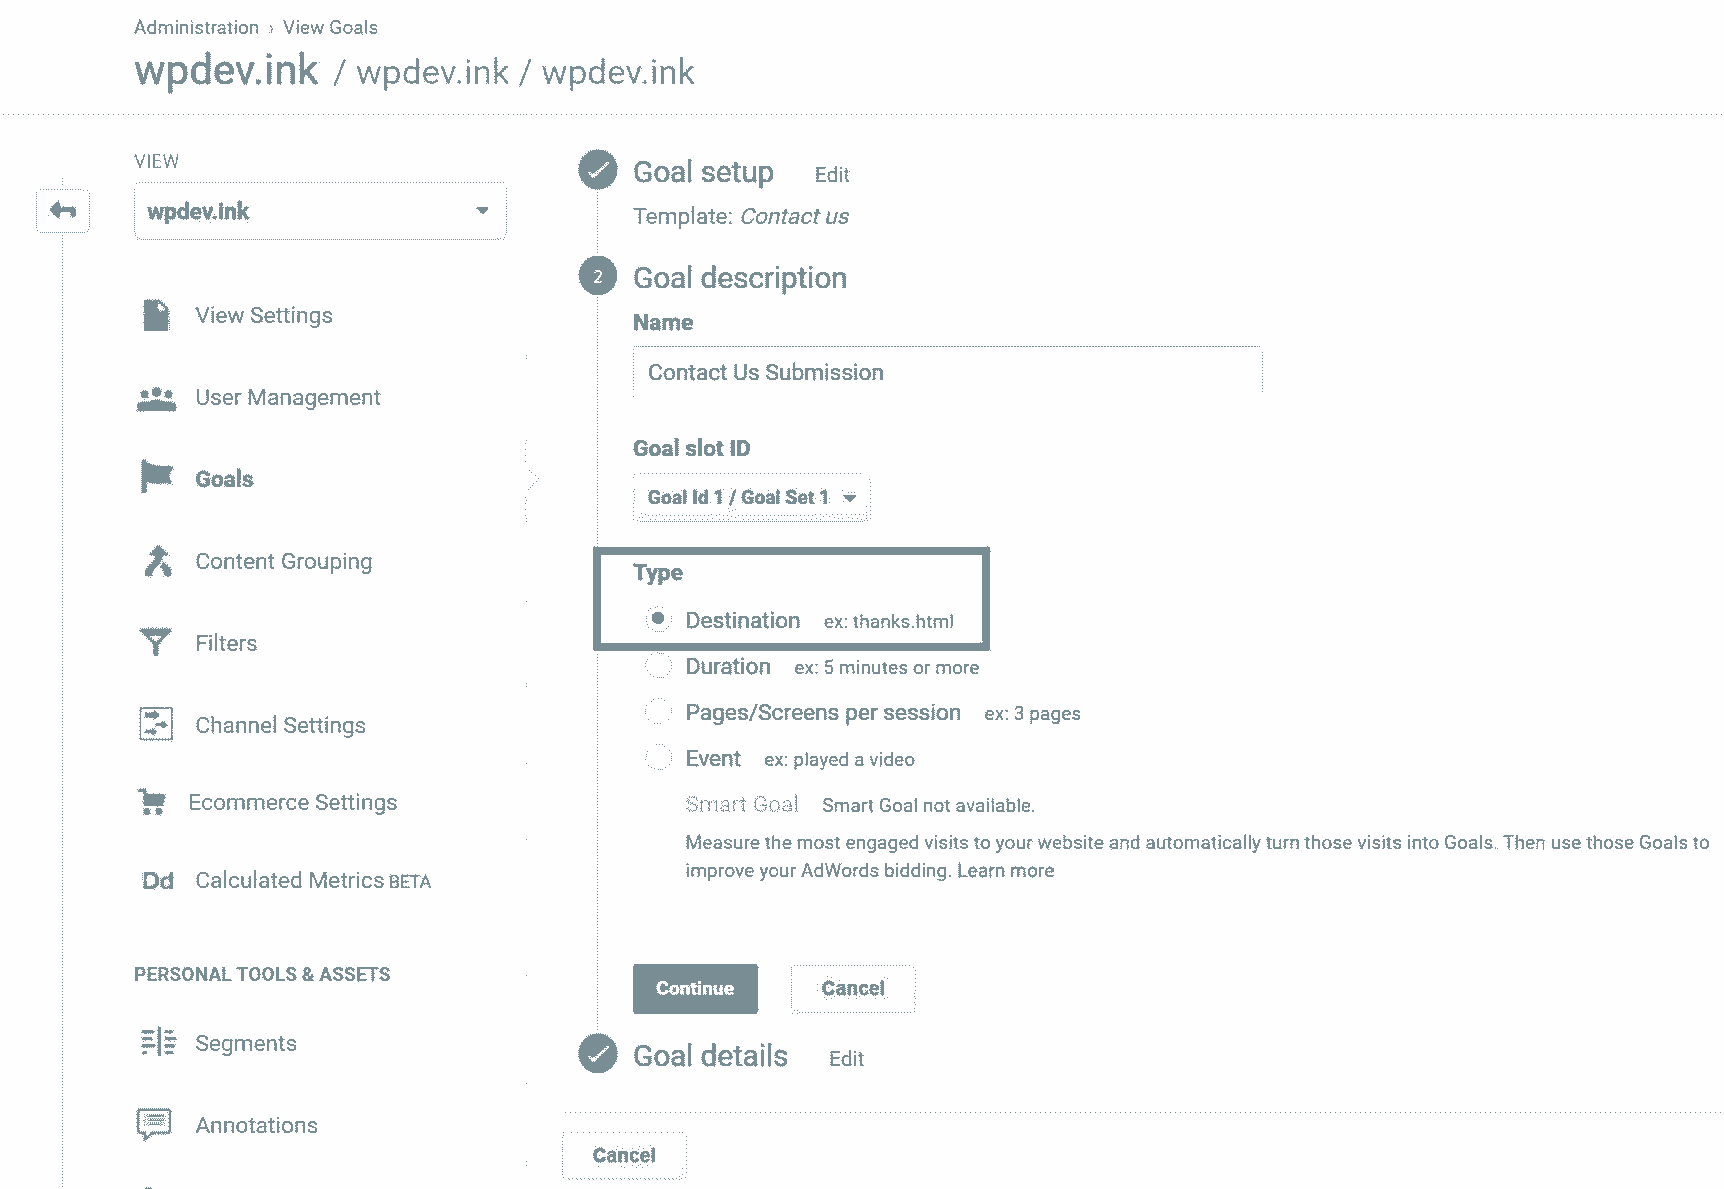 Administration › View Goals
wpdev.ink / wpdev.ink / wpdev.ink
VIEW
wpdev.ink
View Settings
User Management
Goals
Content Grouping
Filters
Channel Settings
Ecommerce Settings
Dd Calculated Metrics BETA
PERSONAL TOOLS & ASSETS
Segments
Annotations
Goal setup Edit
Template: Contact us
2 Goal description
Name
Contact Us Submission
Goal slot ID
Goal Id 1 / Goal Set 1
Type
Destination ex: thanks.html
Duration ex: 5 minutes or more
Pages/Screens per session ex: 3 pages
Event ex: played a video
Smart Goal Smart Goal not available.
Measure the most engaged visits to your website and automatically turn those visits into Goals. Then use those Goals to
improve your AdWords bidding. Learn more
Continue Cancel
Goal details Edit
Cancel